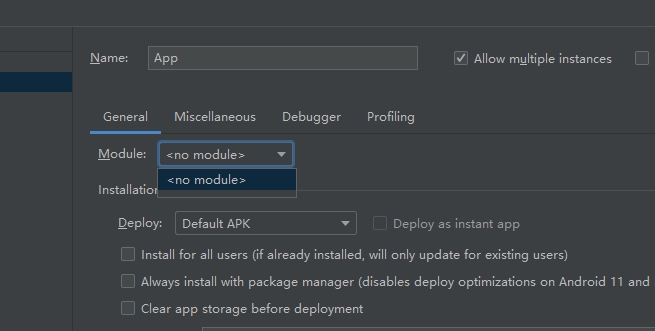 Name: App Allow multiple instances
General Miscellaneous Debugger Profiling
Module: <no module>
<no module>
Installation
Deploy: Default APK Deploy as instant app
Install for all users (if already installed, will only update for existing users)
Always install with package manager (disables deploy optimizations on Android 11 and
Clear app storage before deployment